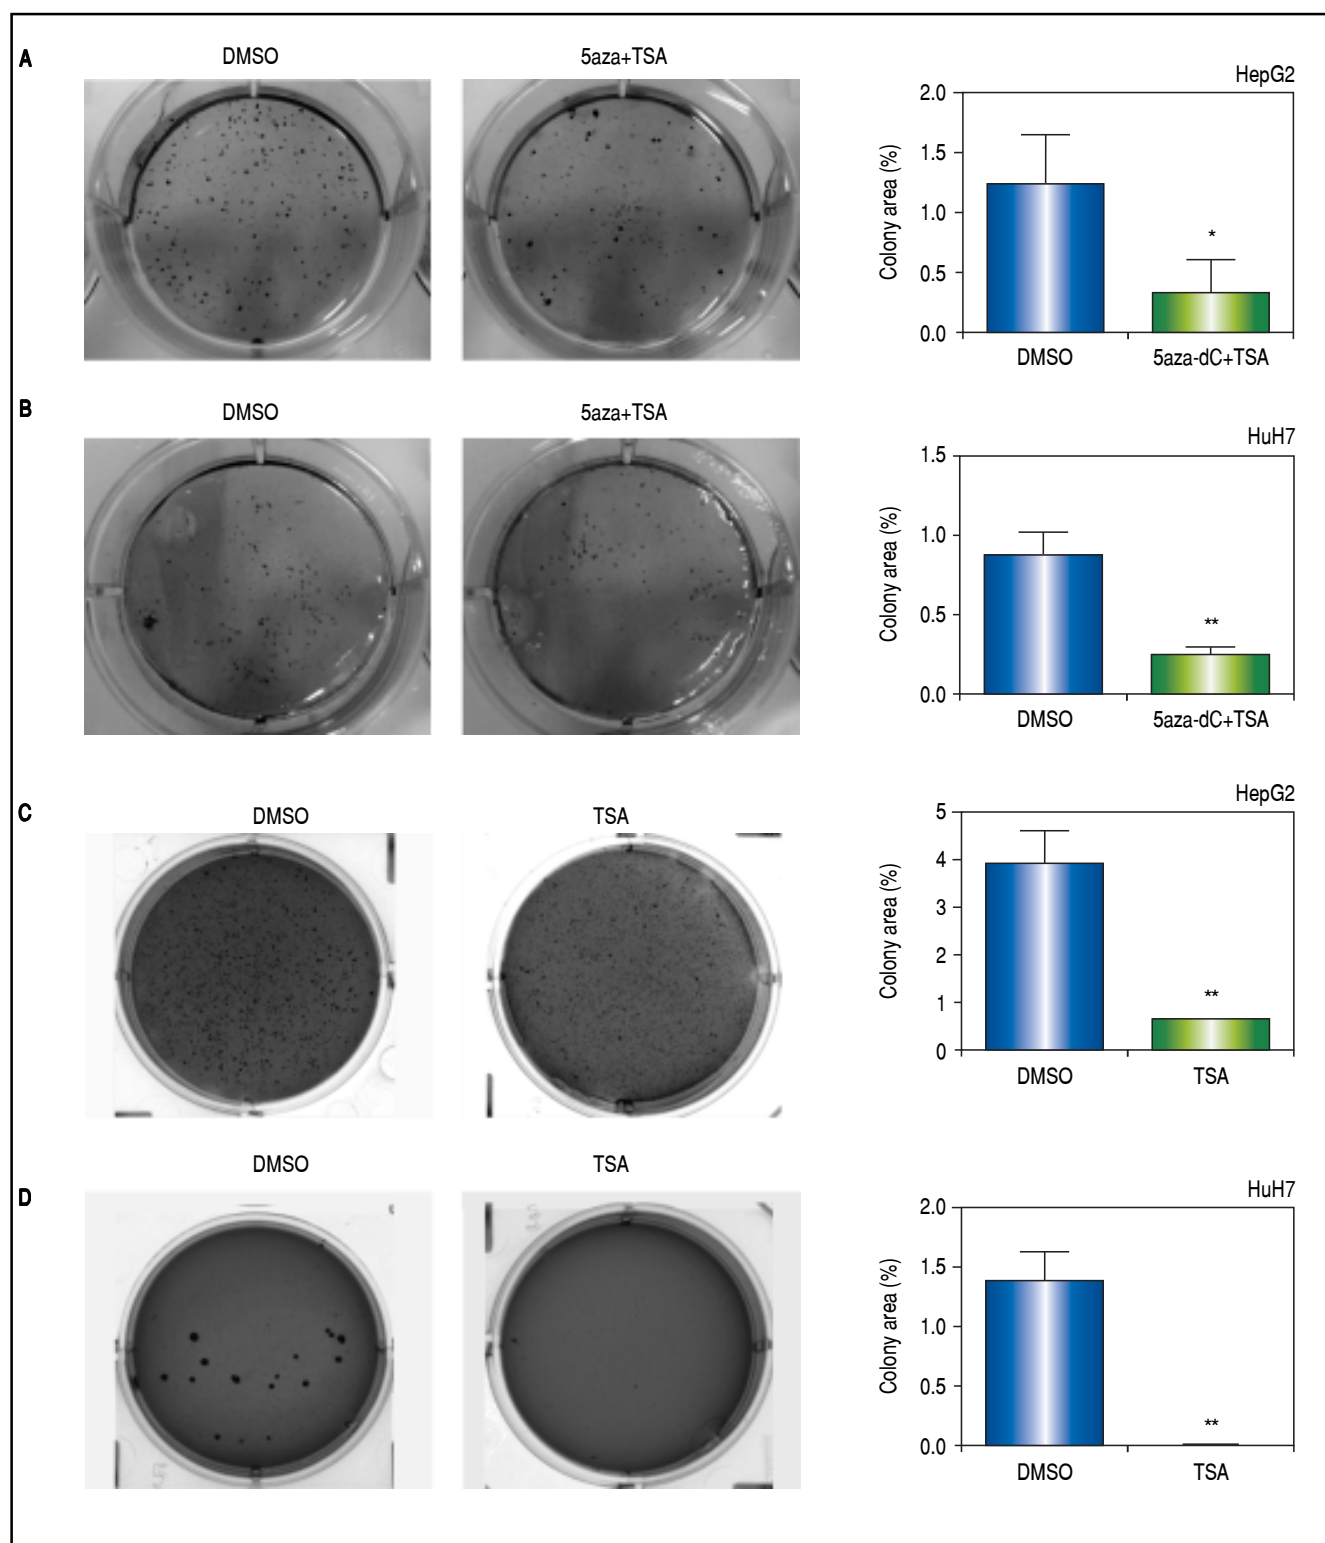 A
DMSO
5aza+TSA
HepG2
Colony area (%)
2.0
1.5
1.0
0.5
0.0
*
DMSO
5aza-dC+TSA
B
DMSO
5aza+TSA
HuH7
Colony area (%)
1.5
1.0
0.5
0.0
**
DMSO
5aza-dC+TSA
C
DMSO
TSA
HepG2
Colony area (%)
5
4
3
2
1
0
**
DMSO
TSA
D
DMSO
TSA
HuH7
Colony area (%)
2.0
1.5
1.0
0.5
0.0
**
DMSO
TSA